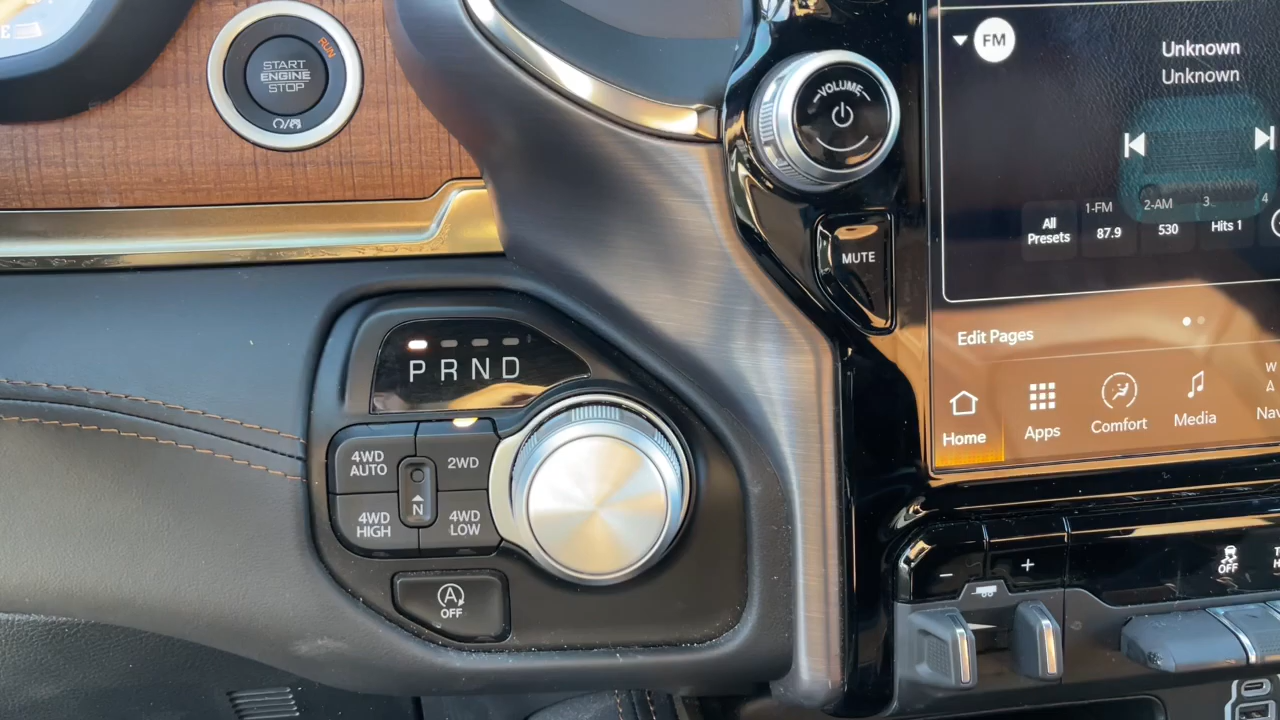 START
ENGINE
STOP
RUN
VOLUME
MUTE
FM
Unknown
Unknown
All
Presets
1-FM
87.9
2-AM
530
3
Hits 1
4
Edit Pages
Home
Apps
Comfort
Media
Nav
P R N D
4WD
AUTO
2WD
N
4WD
HIGH
4WD
LOW
A
OFF
- +
OFF